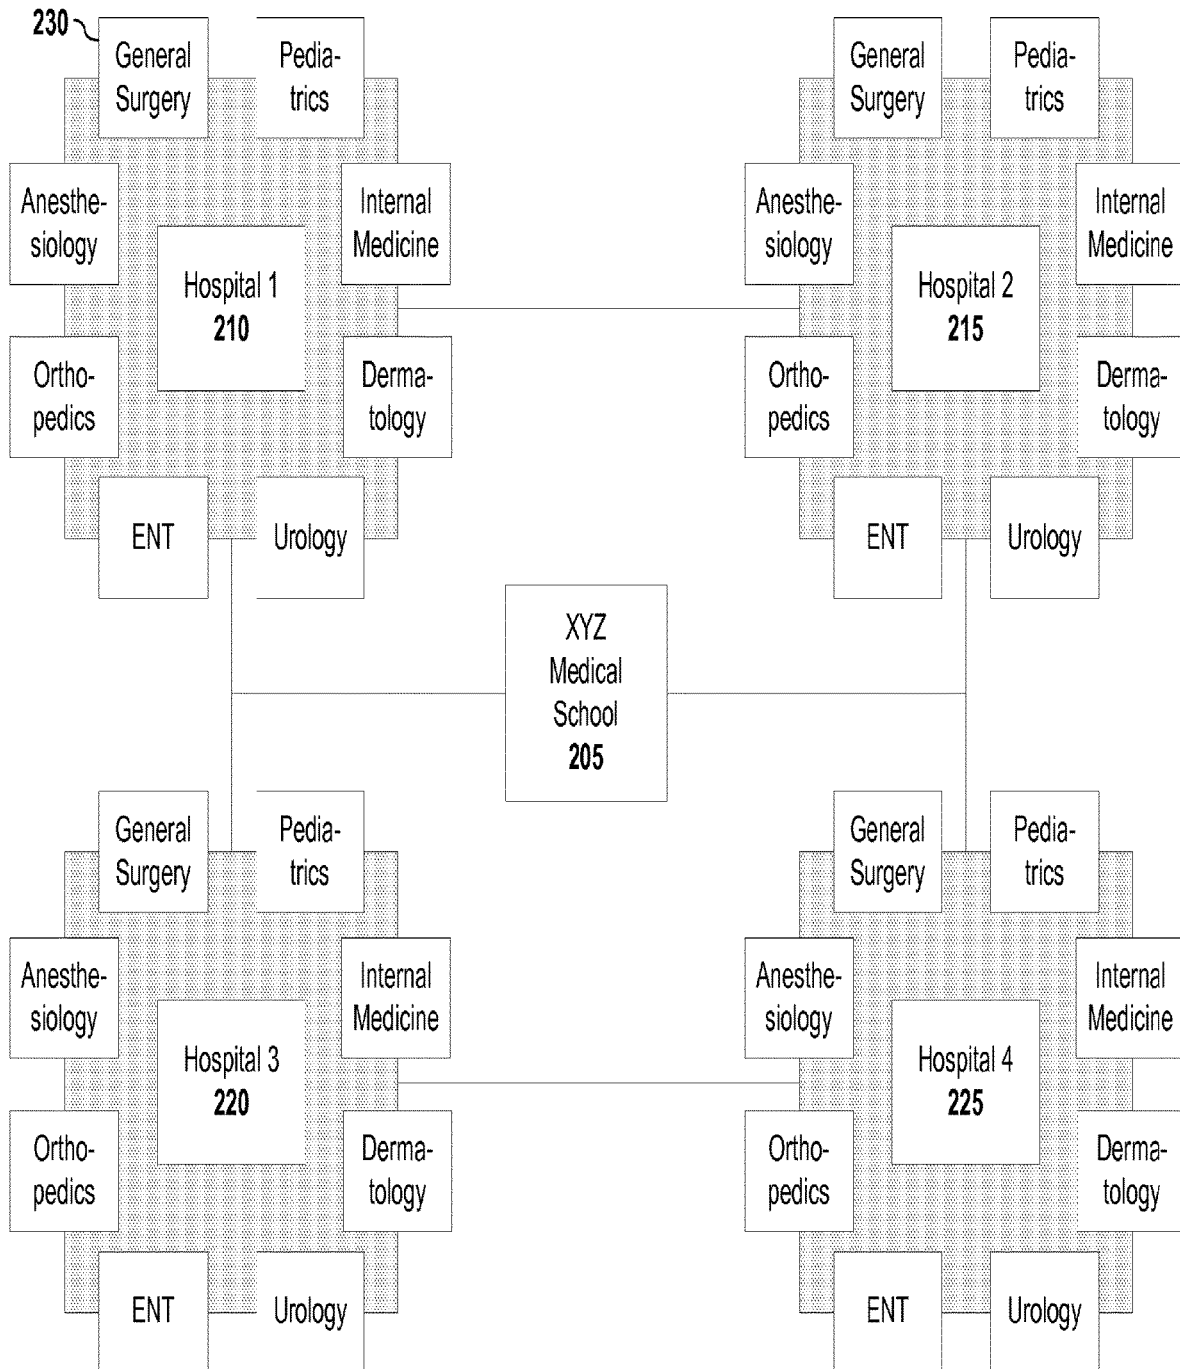 230
General
Surgery
Pedia-
trics
Anesthe-
siology
Internal
Medicine
Hospital 1
210
Ortho-
pedics
Derma-
tology
ENT
Urology
General
Surgery
Pedia-
trics
Anesthe-
siology
Internal
Medicine
Hospital 2
215
Ortho-
pedics
Derma-
tology
ENT
Urology
XYZ
Medical
School
205
General
Surgery
Pedia-
trics
Anesthe-
siology
Internal
Medicine
Hospital 3
220
Ortho-
pedics
Derma-
tology
ENT
Urology
General
Surgery
Pedia-
trics
Anesthe-
siology
Internal
Medicine
Hospital 4
225
Ortho-
pedics
Derma-
tology
ENT
Urology